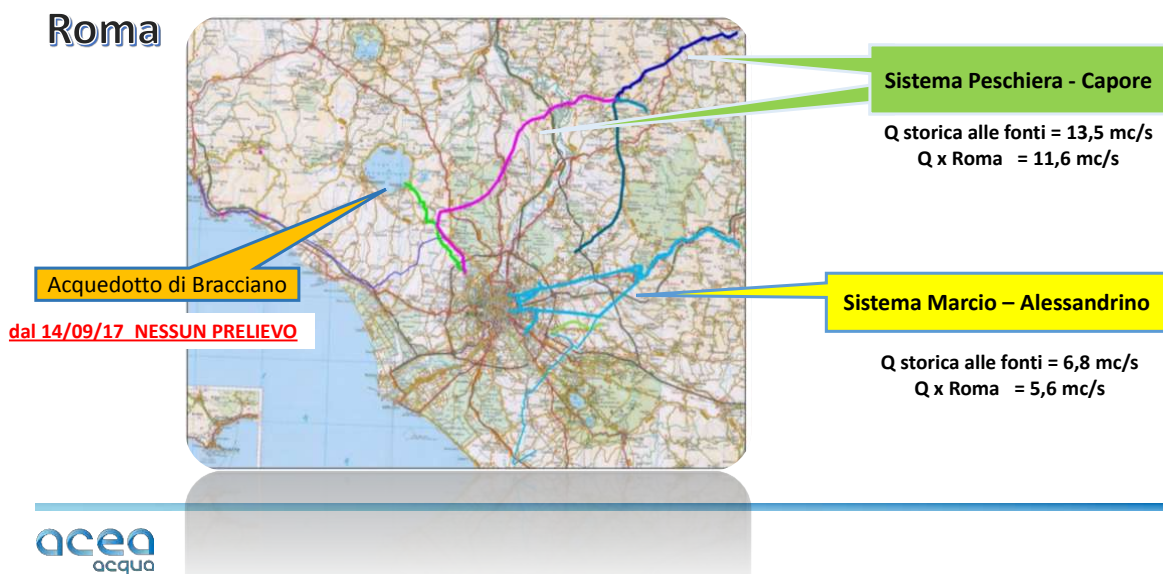 Roma
Sistema Peschiera - Capore
Q storica alle fonti = 13,5 mc/s
Q x Roma = 11,6 mc/s
Acquedotto di Bracciano
dal 14/09/17 NESSUN PRELIEVO
Sistema Marcio – Alessandrino
Q storica alle fonti = 6,8 mc/s
Q x Roma = 5,6 mc/s
acea
acqua